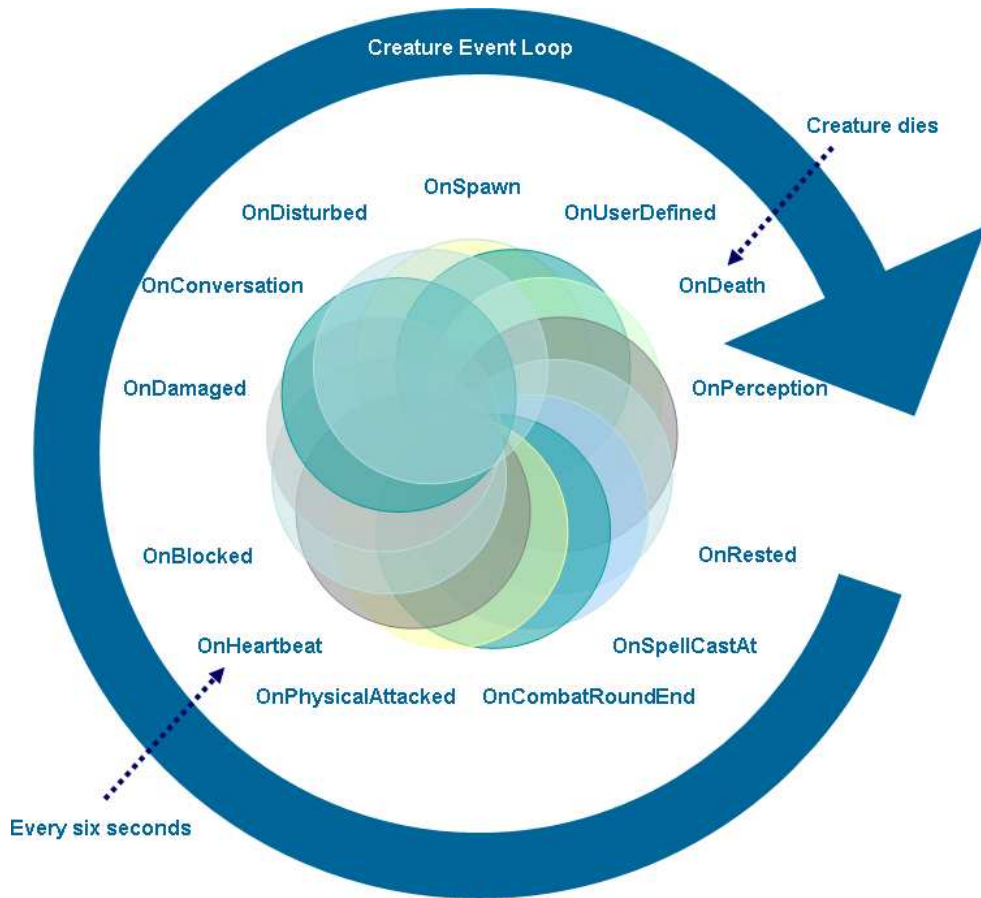 Creature Event Loop
Creature dies
OnSpawn
OnDisturbed
OnUserDefined
OnConversation
OnDeath
OnDamaged
OnPerception
OnBlocked
OnRested
OnHeartbeat
OnSpellCastAt
OnPhysicalAttacked
OnCombatRoundEnd
Every six seconds